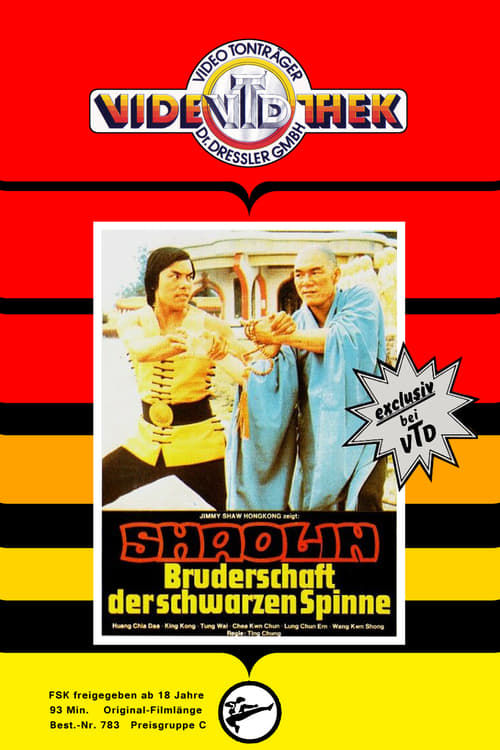 VIDEO TONTRÄGER
VIDEOTHEK
VTD
Dr. DRESSLER GMBH
exclusiv
bei
VTD
JIMMY SHAW HONGKONG zeigt:
SHAOLIN
Bruderschaft
der schwarzen Spinne
Huang Chia Daa · King Kong · Tung Wai · Chea Kwn Chun · Lung Chun Ern · Wang Kwn Shong
Regie: Ting Chung
FSK freigegeben ab 18 Jahre
93 Min. Original-Filmlänge
Best.-Nr. 783 Preisgruppe C